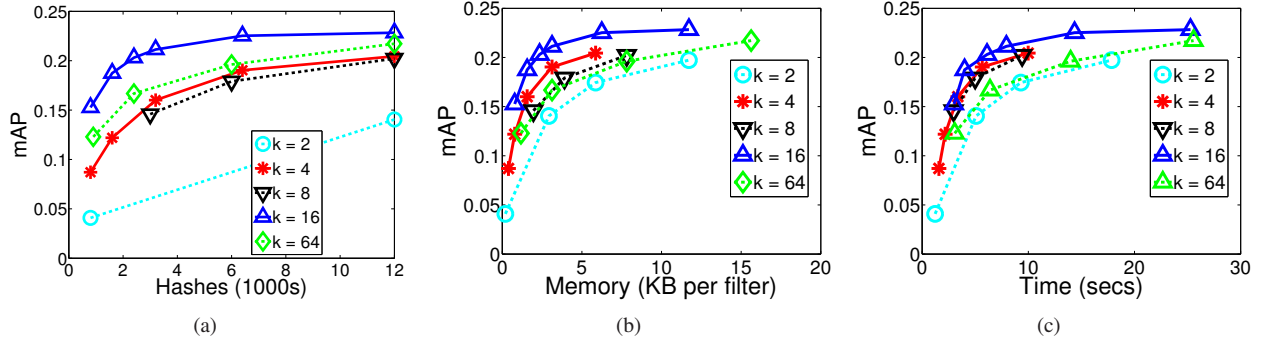 0.25
0.2
0.15
0.1
0.05
0
mAP
0 2 4 6 8 10 12
Hashes (1000s)
k = 2
k = 4
k = 8
k = 16
k = 64
(a)
0.25
0.2
0.15
0.1
0.05
0
mAP
0 5 10 15 20
Memory (KB per filter)
k = 2
k = 4
k = 8
k = 16
k = 64
(b)
0.25
0.2
0.15
0.1
0.05
0
mAP
0 10 20 30
Time (secs)
k = 2
k = 4
k = 8
k = 16
k = 64
(c)